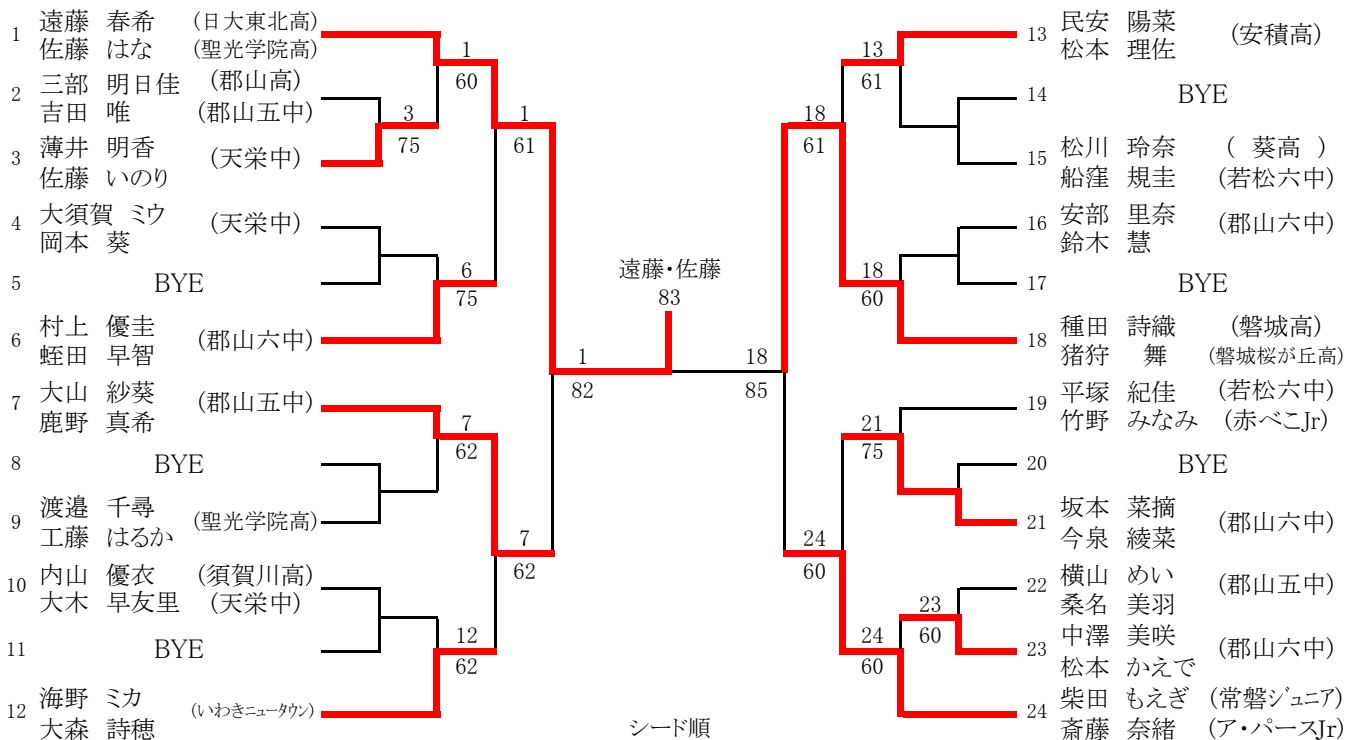 1 遠藤 春希 (日大東北高)
佐藤 はな (聖光学院高)
2 三部 明日佳 (郡山高)
吉田 唯 (郡山五中)
3 薄井 明香 (天栄中)
佐藤 いのり
4 大須賀 ミウ (天栄中)
岡本 葵
5 BYE
6 村上 優圭 (郡山六中)
蛭田 早智
7 大山 紗葵 (郡山五中)
鹿野 真希
8 BYE
9 渡邉 千尋 (聖光学院高)
工藤 はるか
10 内山 優衣 (須賀川高)
大木 早友里 (天栄中)
11 BYE
12 海野 ミカ (いわきニュータウン)
大森 詩穂
1
60
3
75
6
75
7
62
12
62
1
61
7
62
1
82
遠藤・佐藤
83
18
85
18
61
24
60
13
61
18
60
21
75
23
60
24
60
13 民安 陽菜 (安積高)
松本 理佐
14 BYE
15 松川 玲奈 ( 葵高 )
船窪 規圭 (若松六中)
16 安部 里奈 (郡山六中)
鈴木 慧
17 BYE
18 種田 詩織 (磐城高)
猪狩 舞 (磐城桜が丘高)
19 平塚 紀佳 (若松六中)
竹野 みなみ (赤べこJr)
20 BYE
21 坂本 菜摘 (郡山六中)
今泉 綾菜
22 横山 めい (郡山五中)
桑名 美羽
23 中澤 美咲 (郡山六中)
松本 かえで
24 柴田 もえぎ (常磐ジュニア)
斎藤 奈緒 (ア・パースJr)
シード順